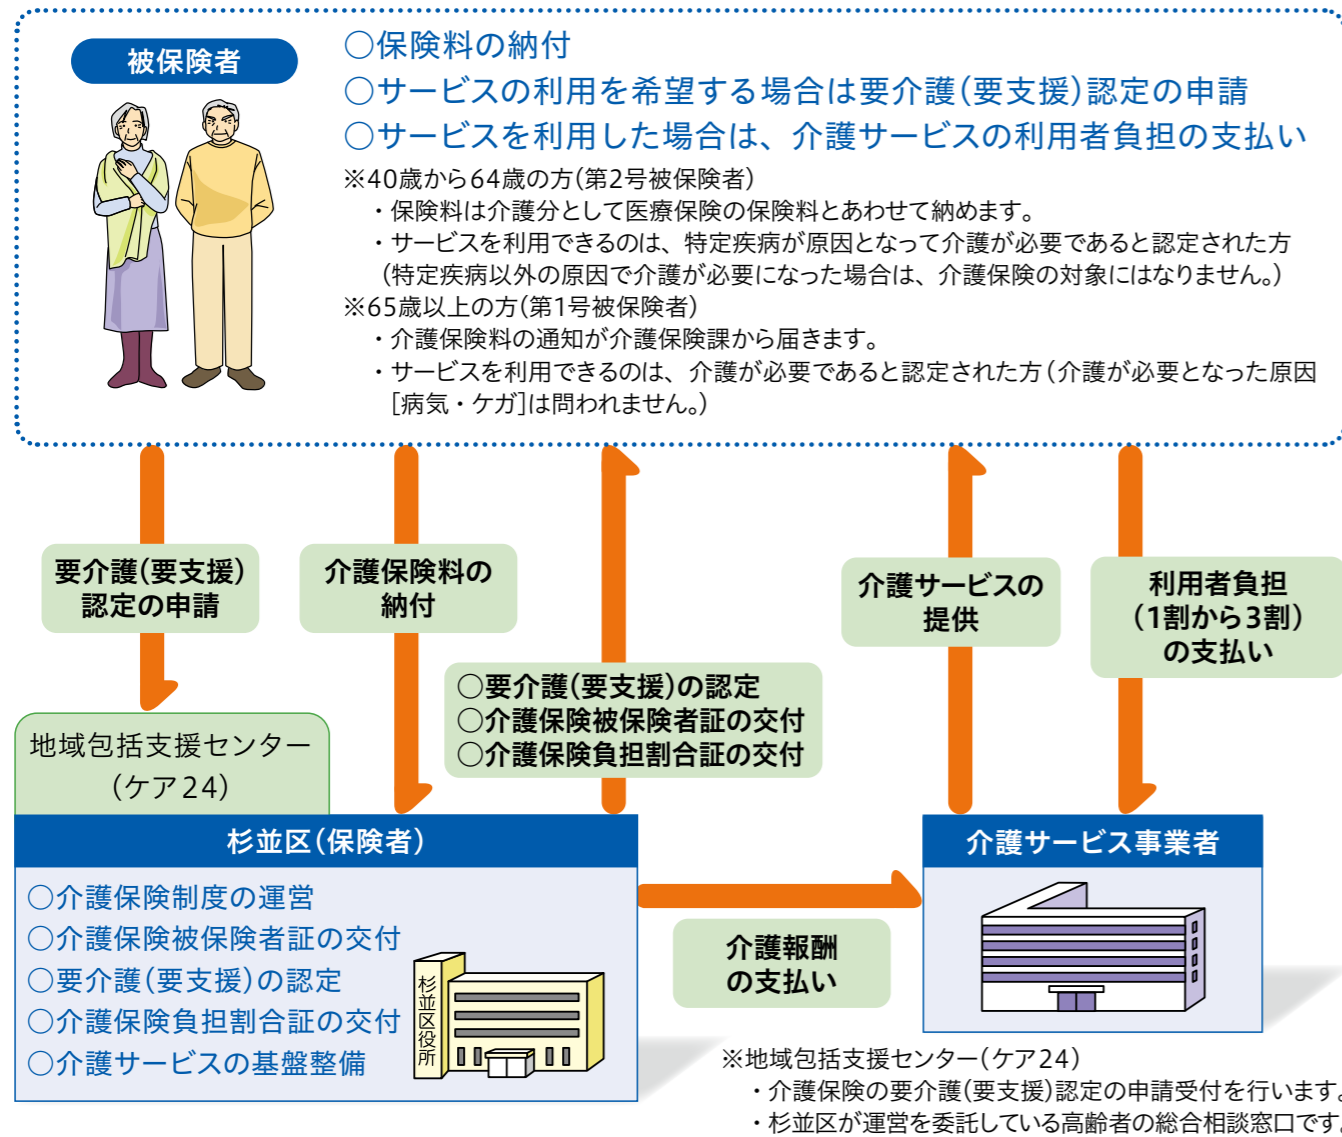 被保険者
○保険料の納付
○サービスの利用を希望する場合は要介護(要支援)認定の申請
○サービスを利用した場合は、介護サービスの利用者負担の支払い
※40歳から64歳の方(第2号被保険者)
・保険料は介護分として医療保険の保険料とあわせて納めます。
・サービスを利用できるのは、特定疾病が原因となって介護が必要であると認定された方
(特定疾病以外の原因で介護が必要になった場合は、介護保険の対象にはなりません。)
※65歳以上の方(第1号被保険者)
・介護保険料の通知が介護保険課から届きます。
・サービスを利用できるのは、介護が必要であると認定された方(介護が必要となった原因
[病気・ケガ]は問われません。)
要介護(要支援)
認定の申請
介護保険料の
納付
○要介護(要支援)の認定
○介護保険被保険者証の交付
○介護保険負担割合証の交付
介護サービスの
提供
利用者負担
(1割から3割)
の支払い
地域包括支援センター
(ケア24)
杉並区(保険者)
○介護保険制度の運営
○介護保険被保険者証の交付
○要介護(要支援)の認定
○介護保険負担割合証の交付
○介護サービスの基盤整備
杉並区役所
介護報酬
の支払い
介護サービス事業者
※地域包括支援センター(ケア24)
・介護保険の要介護(要支援)認定の申請受付を行います。
・杉並区が運営を委託している高齢者の総合相談窓口です。